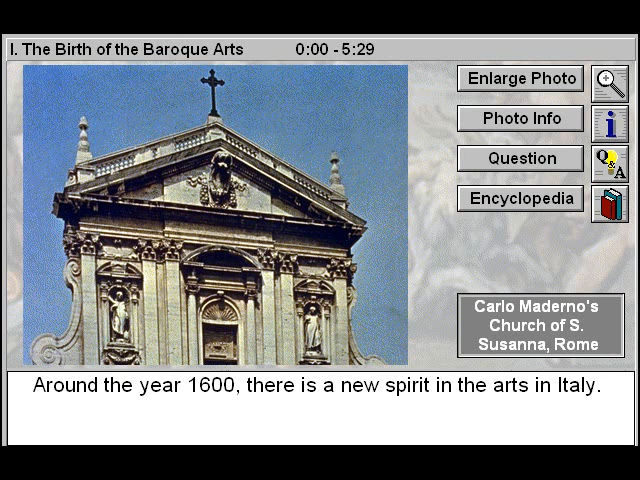 I. The Birth of the Baroque Arts 0:00 - 5:29
Enlarge Photo
Photo Info
i
Question
Q
&
A
Encyclopedia
Carlo Maderno's
Church of S.
Susanna, Rome
Around the year 1600, there is a new spirit in the arts in Italy.